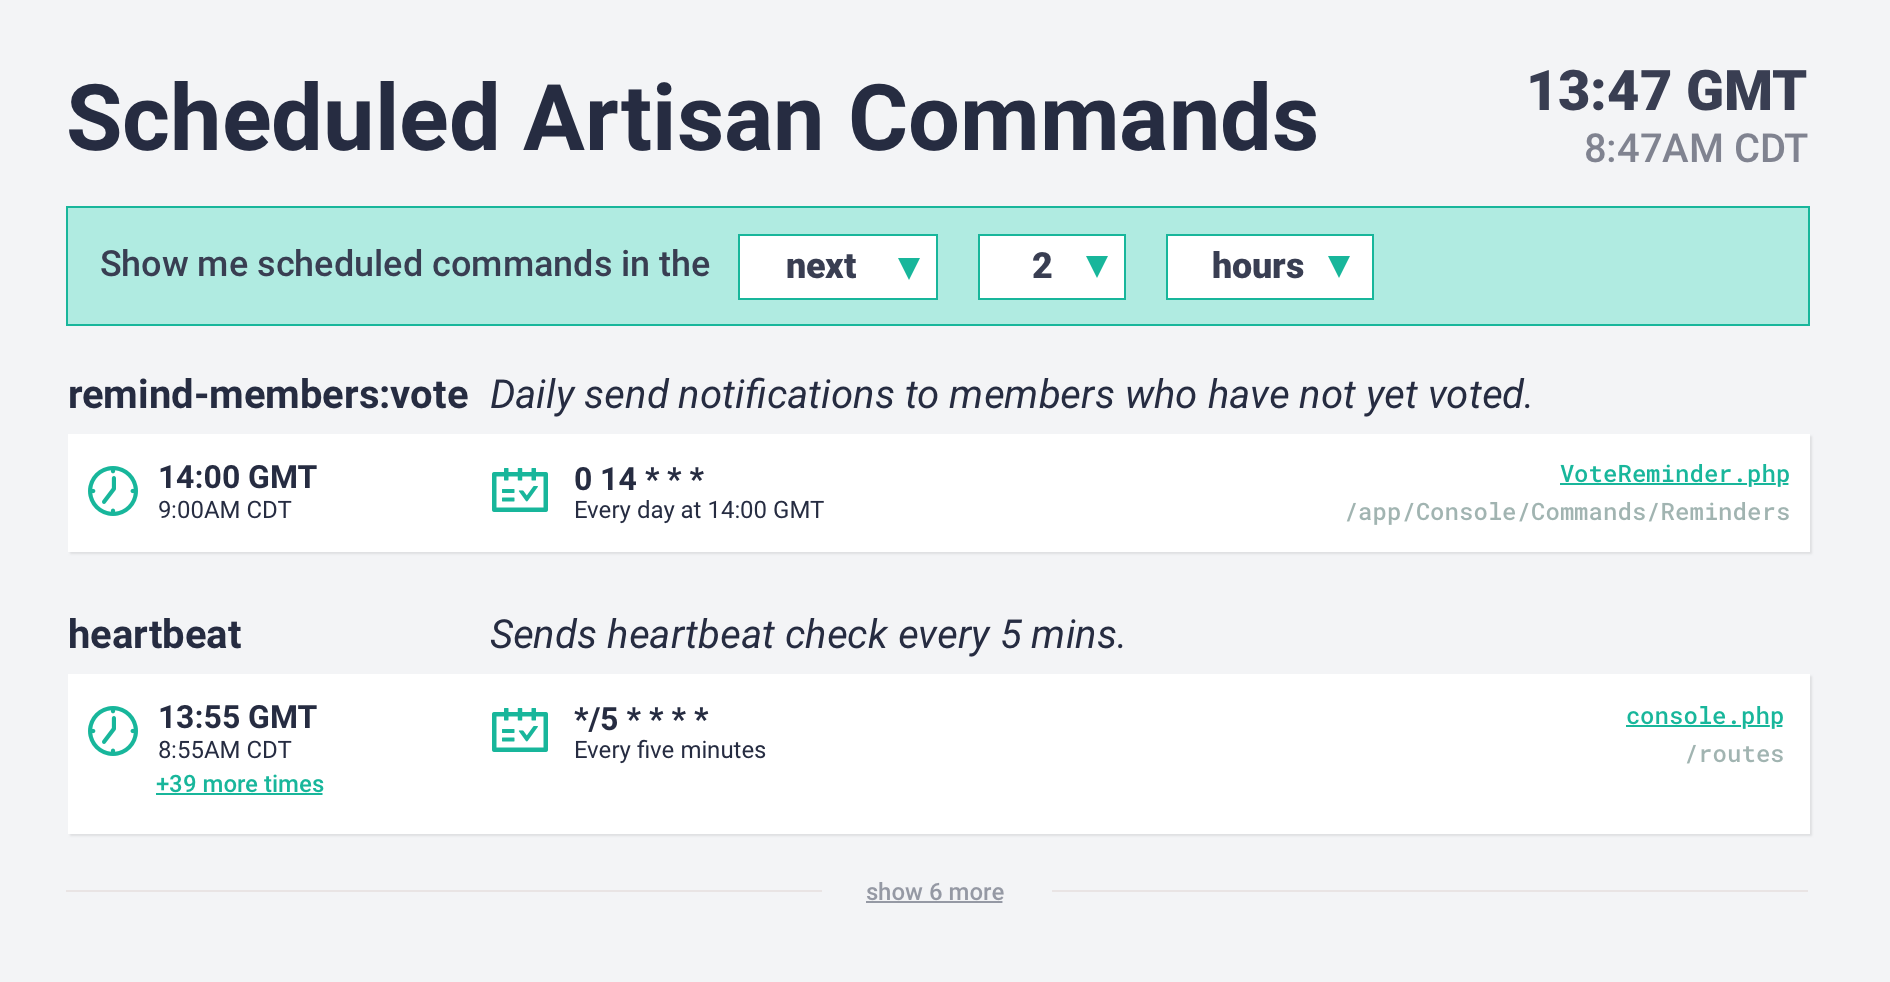 Scheduled Artisan Commands
13:47 GMT
8:47AM CDT
Show me scheduled commands in the next 2 hours
remind-members:vote Daily send notifications to members who have not yet voted.
14:00 GMT
9:00AM CDT
0 14 * * *
Every day at 14:00 GMT
VoteReminder.php
/app/Console/Commands/Reminders
heartbeat Sends heartbeat check every 5 mins.
13:55 GMT
8:55AM CDT
+39 more times
*/5 * * * *
Every five minutes
console.php
/routes
show 6 more